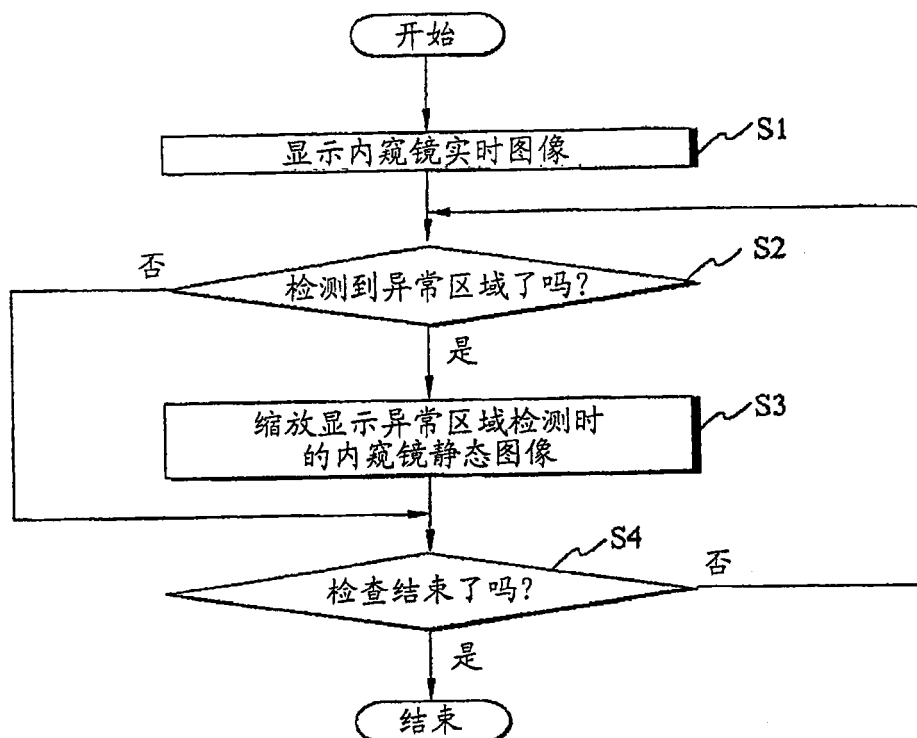 开始
显示内窥镜实时图像
S1
S2
否
检测到异常区域了吗?
是
缩放显示异常区域检测时
的内窥镜静态图像
S3
S4
检查结束了吗?
否
是
结束